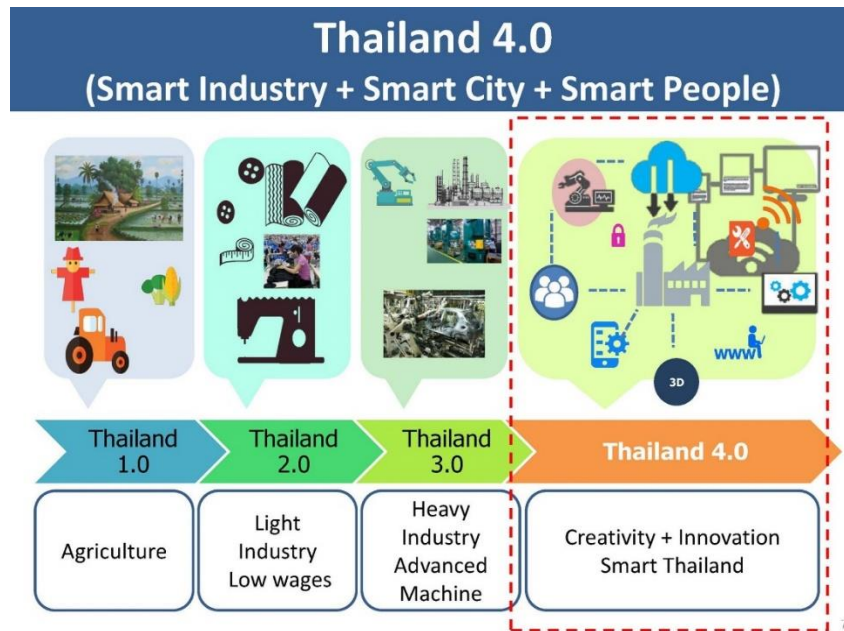 Thailand 4.0
(Smart Industry + Smart City + Smart People)
www
3D
Thailand
1.0
Thailand
2.0
Thailand
3.0
Thailand 4.0
Agriculture
Light
Industry
Low wages
Heavy
Industry
Advanced
Machine
Creativity + Innovation
Smart Thailand